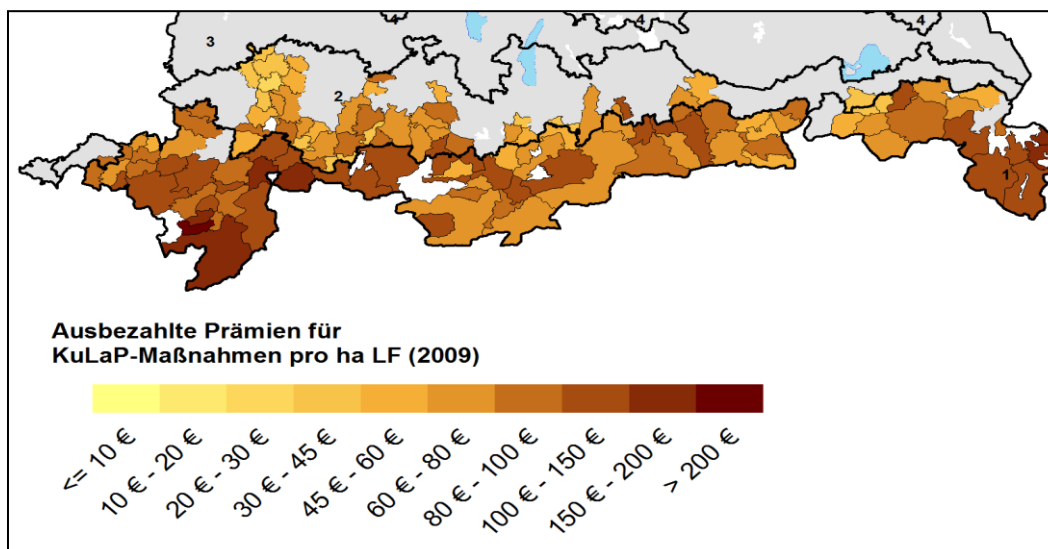 4
4
3
2
1
Ausbezahlte Prämien für
KuLaP-Maßnahmen pro ha LF (2009)
<= 10 €
10 € - 20 €
20 € - 30 €
30 € - 45 €
45 € - 60 €
60 € - 80 €
80 € - 100 €
100 € - 150 €
150 € - 200 €
> 200 €